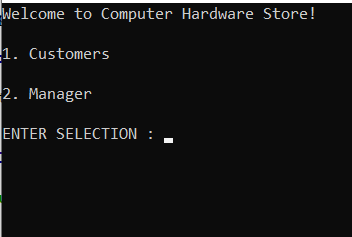 Welcome to Computer Hardware Store!
1. Customers
2. Manager
ENTER SELECTION :